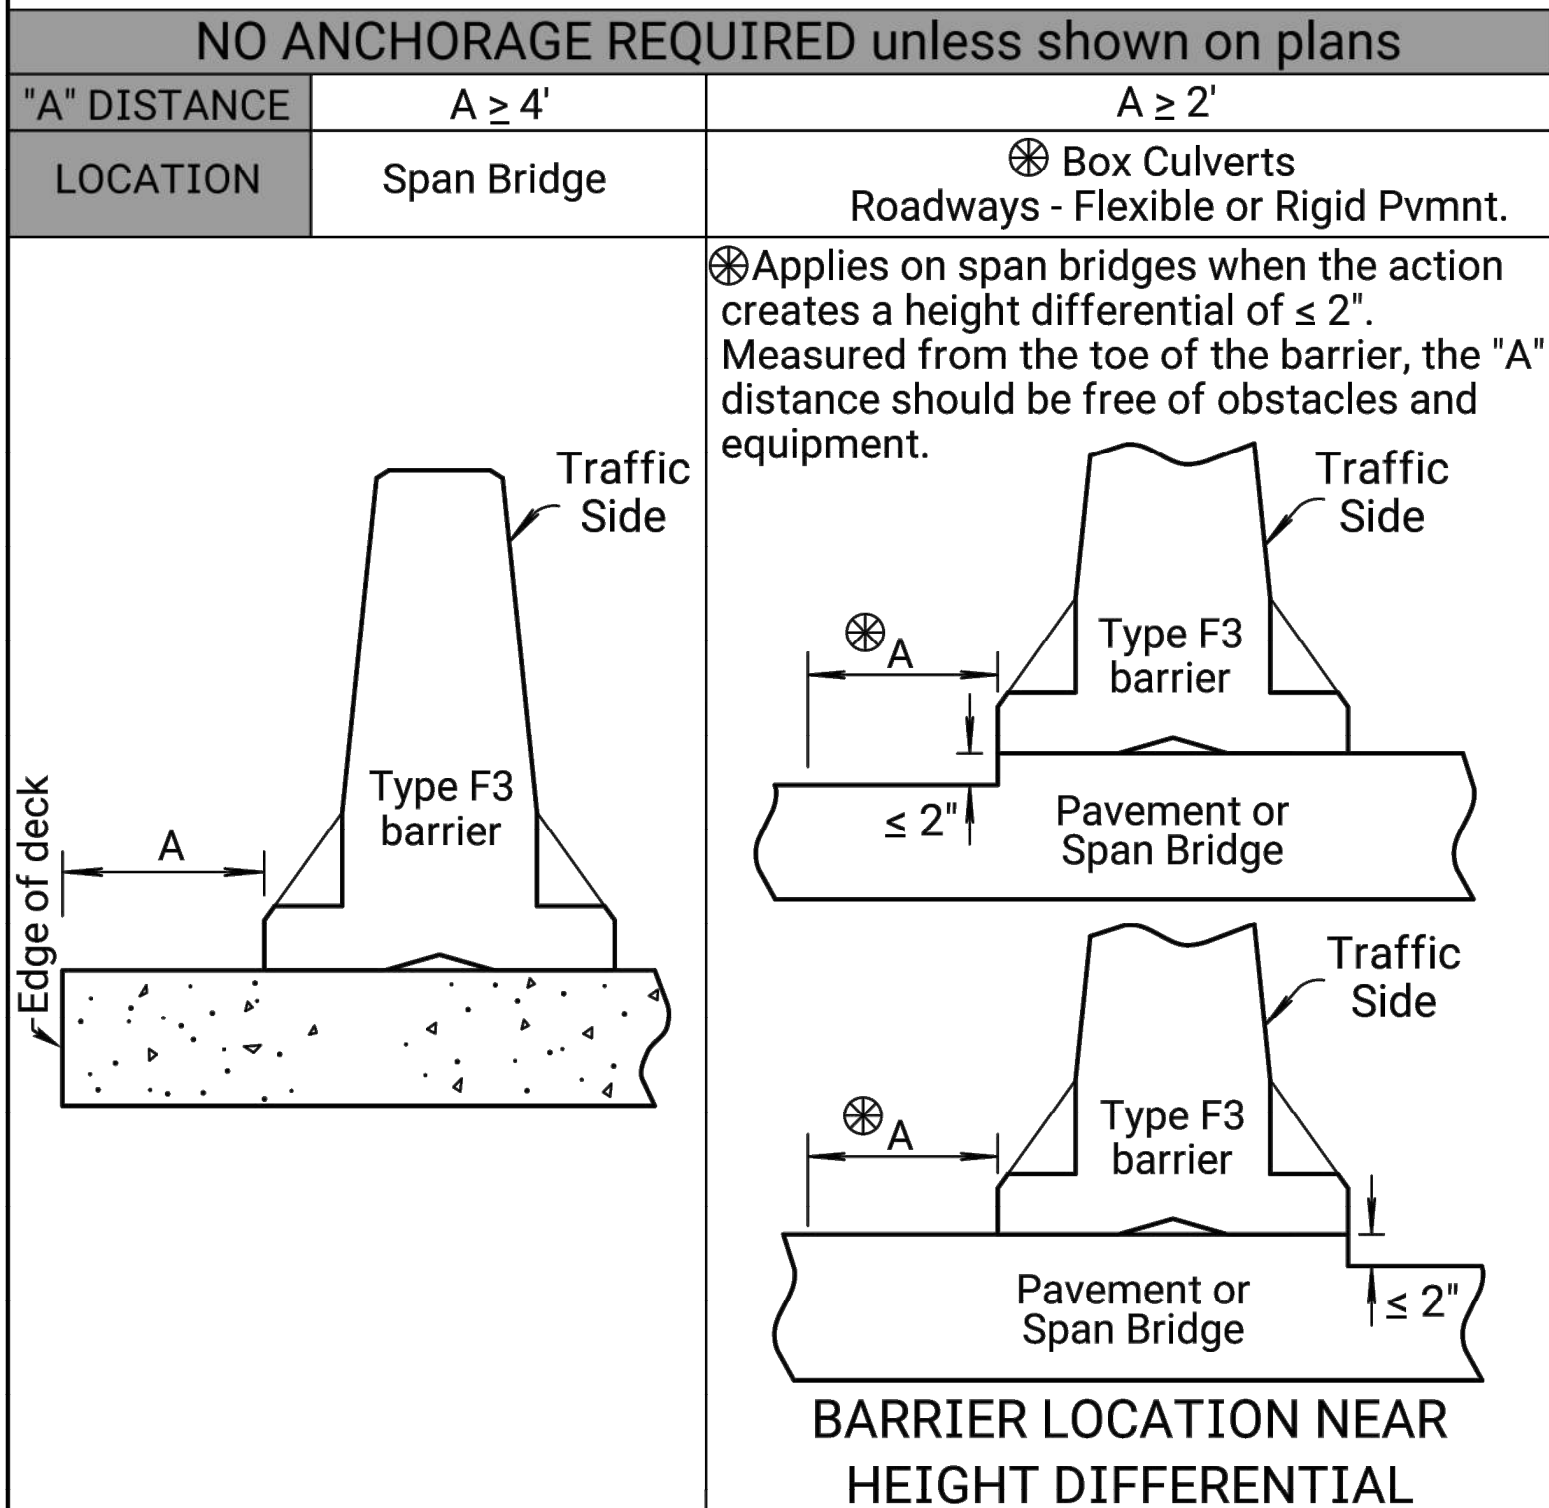 NO ANCHORAGE REQUIRED unless shown on plans
"A" DISTANCE
A ≥ 4'
A ≥ 2'
LOCATION
Span Bridge
Box Culverts
Roadways - Flexible or Rigid Pvmnt.
Applies on span bridges when the action
creates a height differential of ≤ 2".
Measured from the toe of the barrier, the "A"
distance should be free of obstacles and
equipment.
Traffic
Side
Type F3
barrier
A
Edge of deck
Traffic
Side
Type F3
barrier
A
≤ 2"
Pavement or
Span Bridge
Traffic
Side
Type F3
barrier
A
≤ 2"
Pavement or
Span Bridge
BARRIER LOCATION NEAR
HEIGHT DIFFERENTIAL